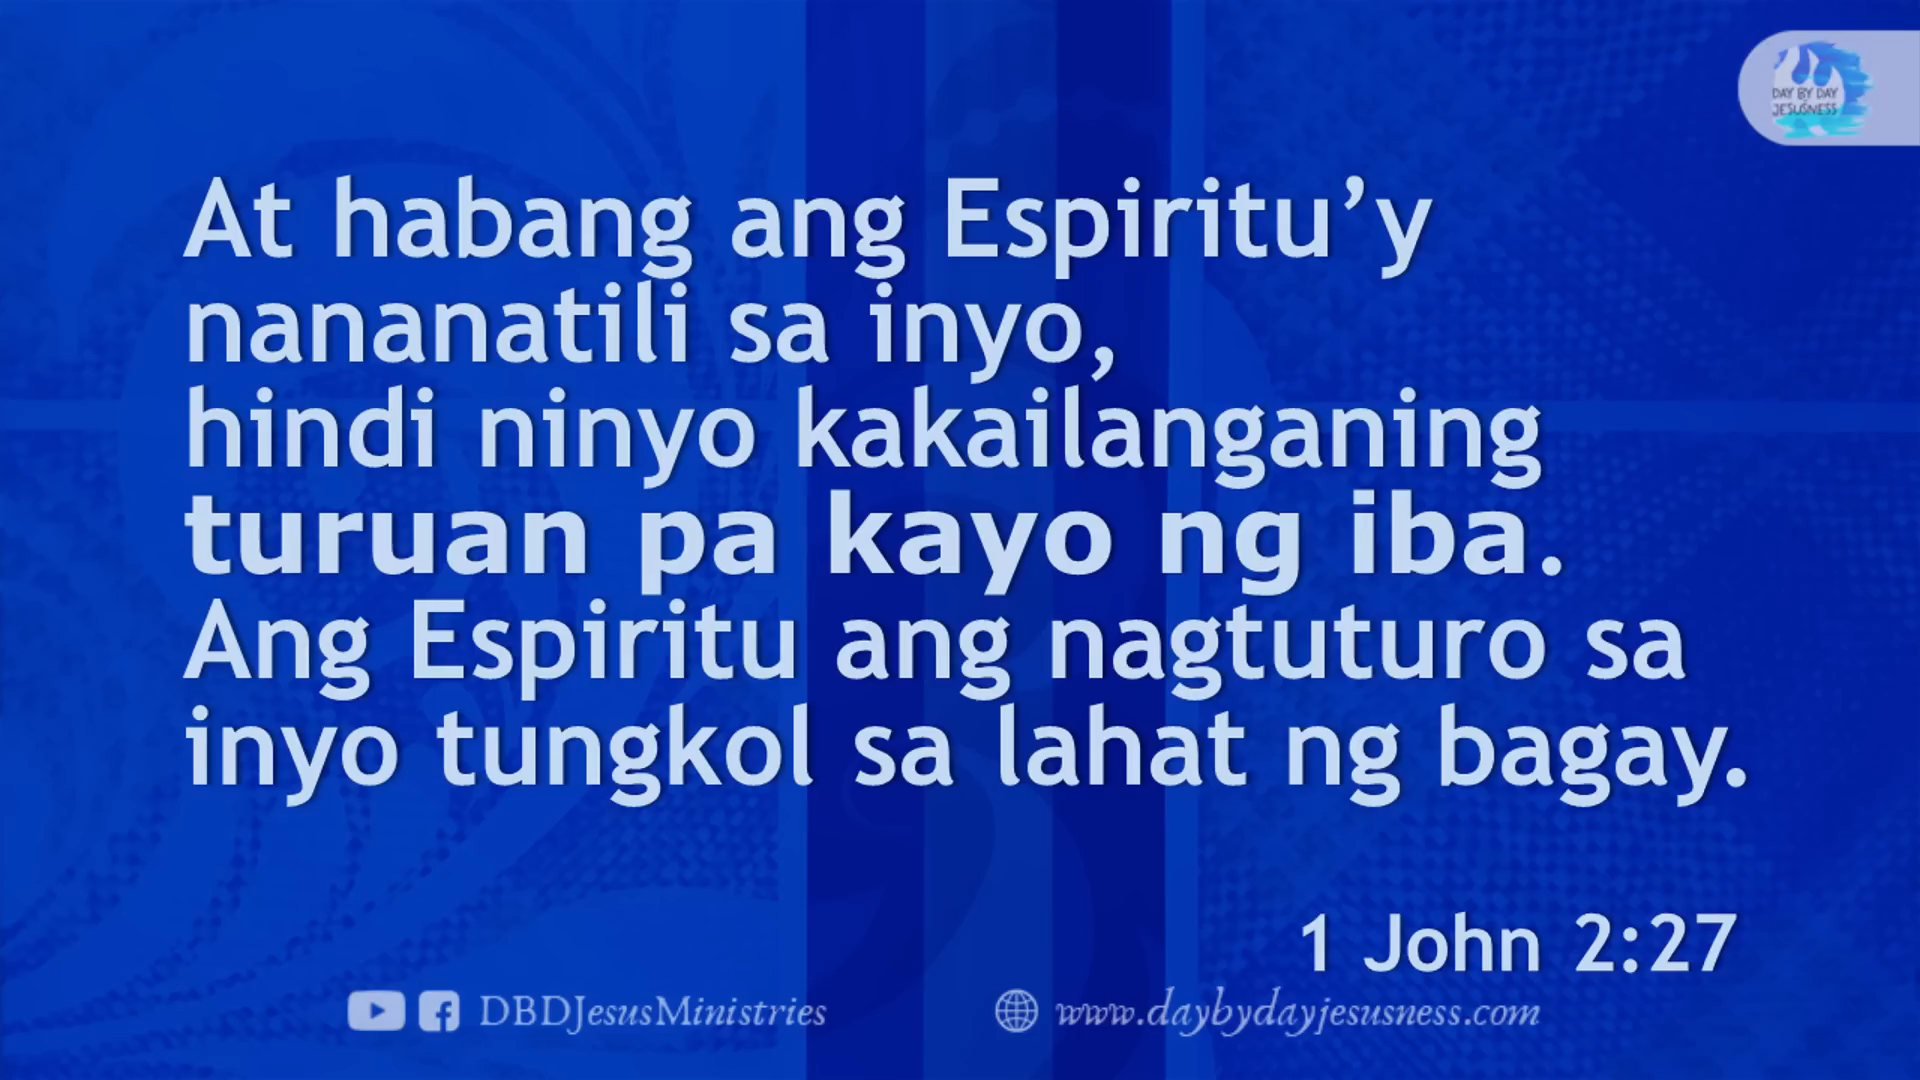 DAY BY DAY
JESUSNESS
At habang ang Espiritu’y
nananatili sa inyo,
hindi ninyo kakailanganing
turuan pa kayo ng iba.
Ang Espiritu ang nagtuturo sa
inyo tungkol sa lahat ng bagay.
1 John 2:27
DBDJesusMinistries
www.daybydayjesusness.com